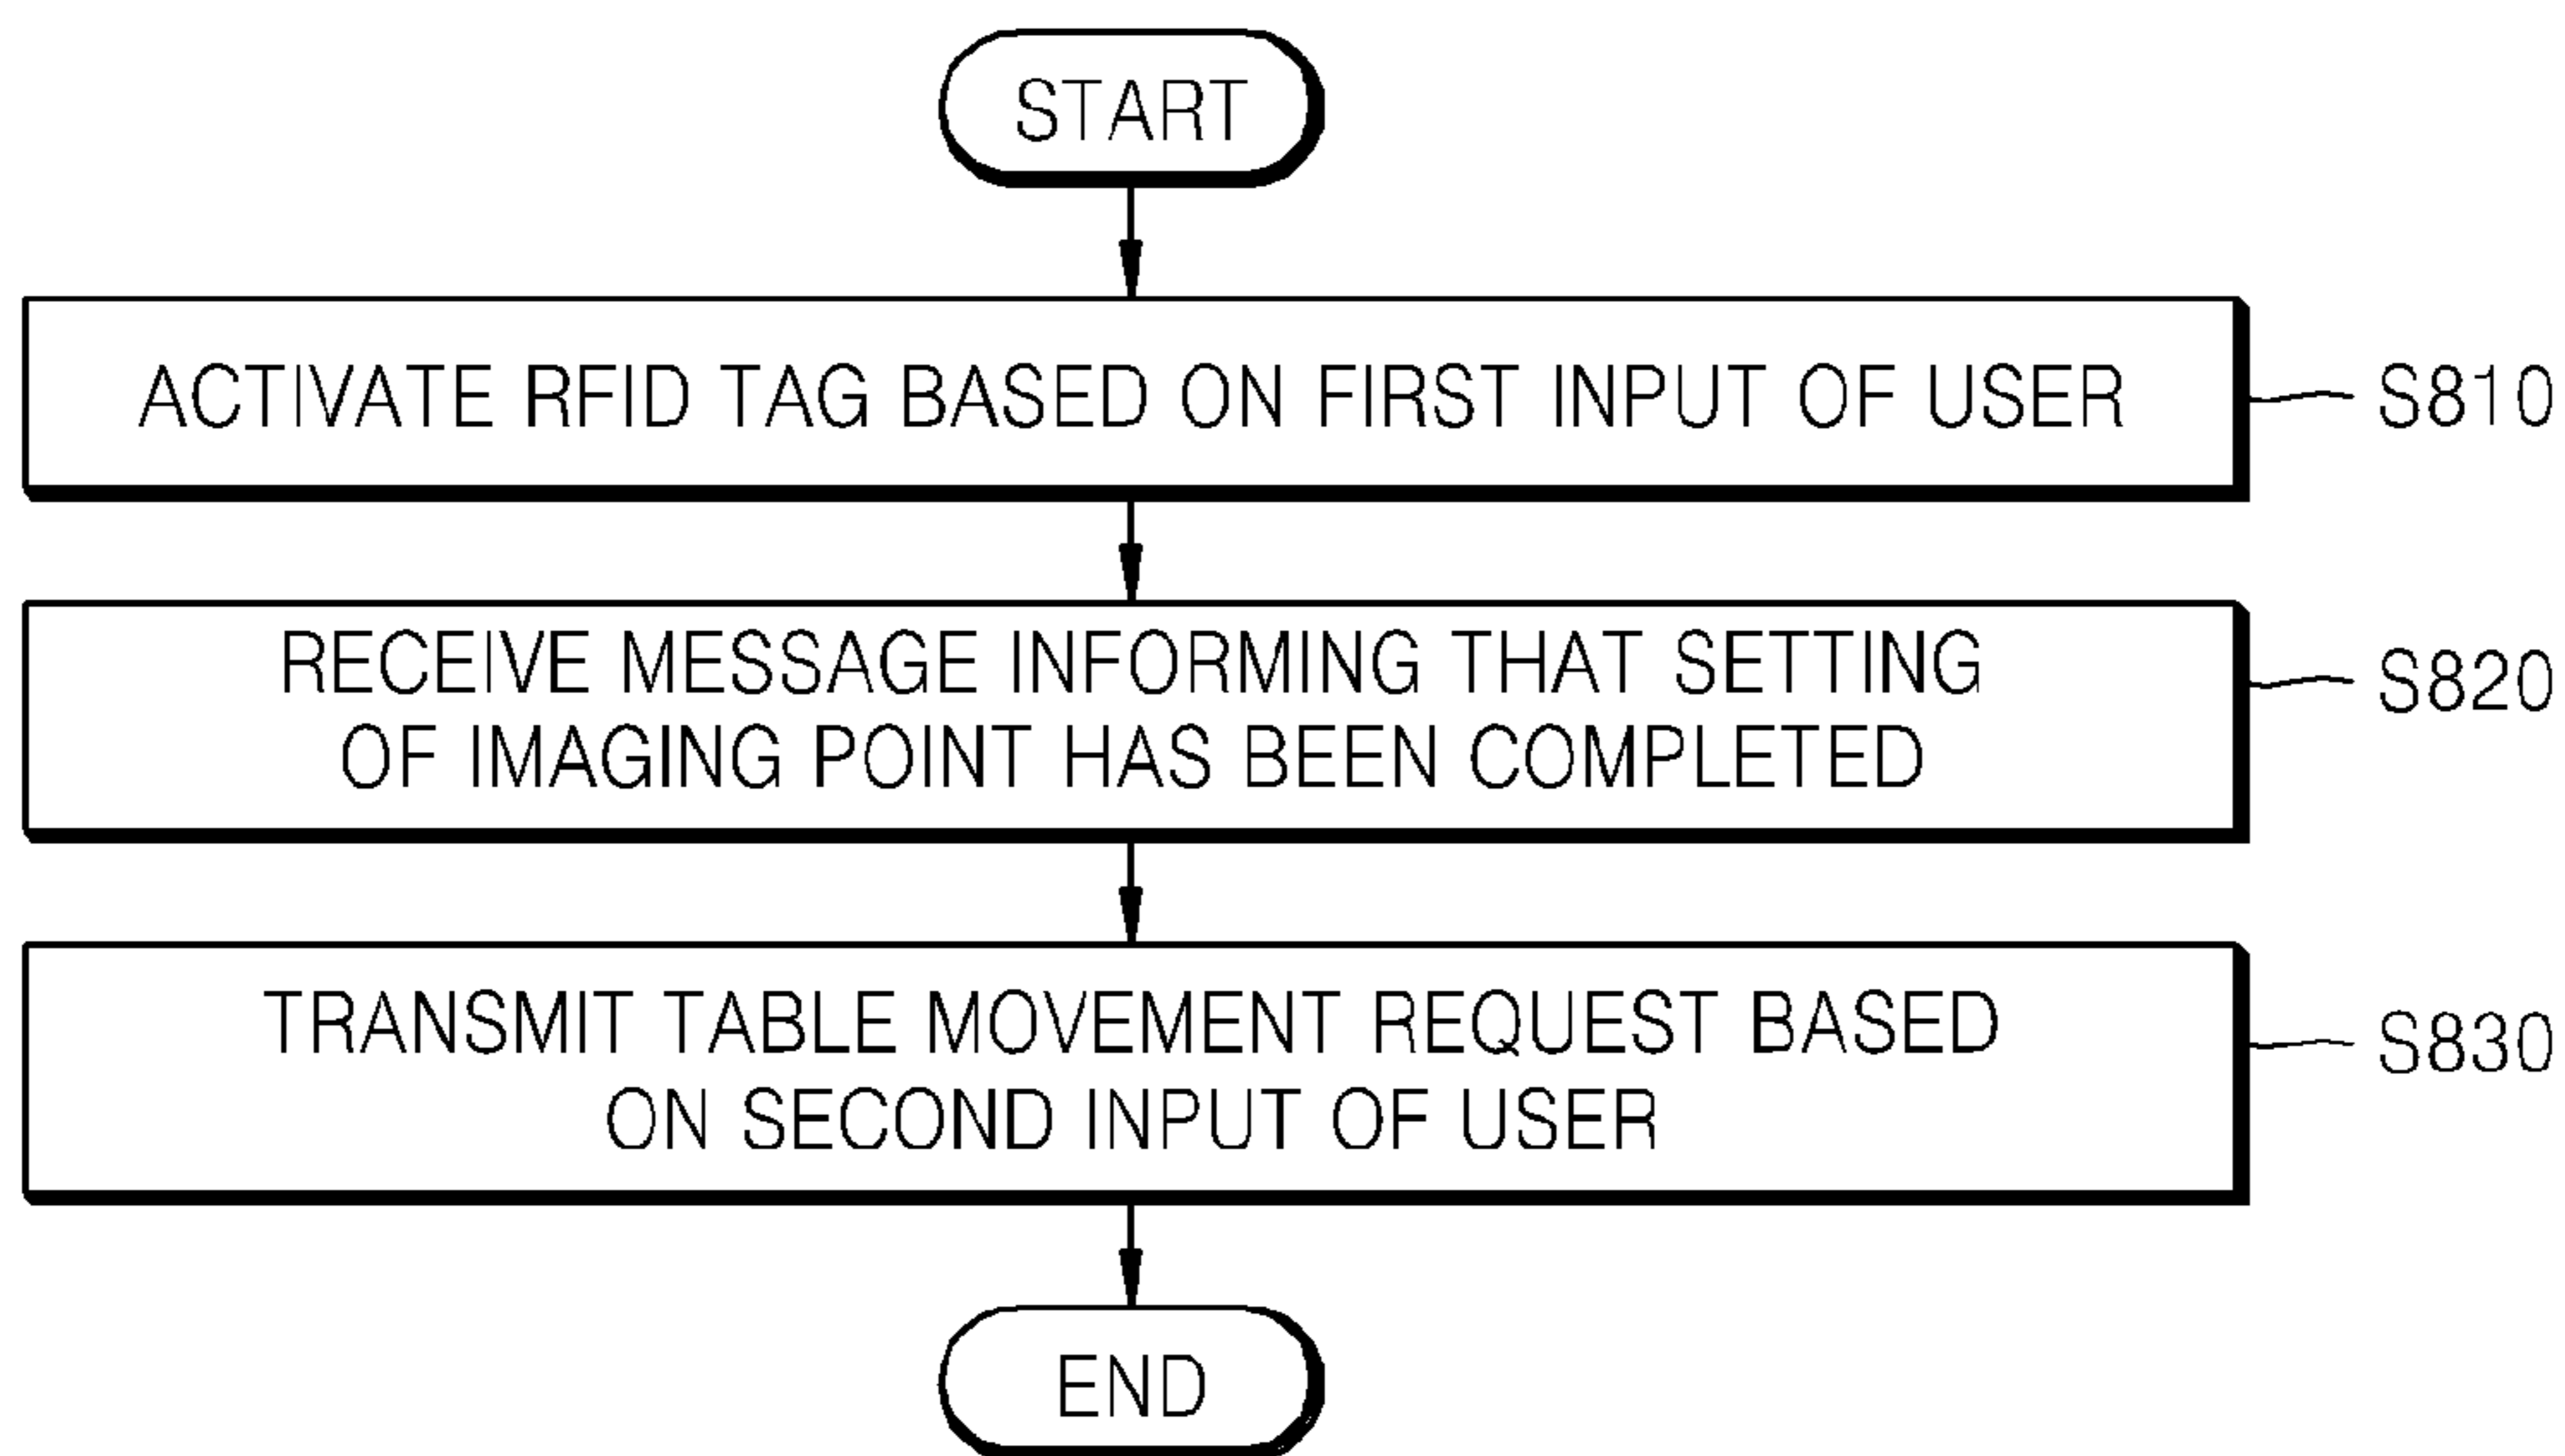 START
ACTIVATE RFID TAG BASED ON FIRST INPUT OF USER
S810
RECEIVE MESSAGE INFORMING THAT SETTING
OF IMAGING POINT HAS BEEN COMPLETED
S820
TRANSMIT TABLE MOVEMENT REQUEST BASED
ON SECOND INPUT OF USER
S830
END